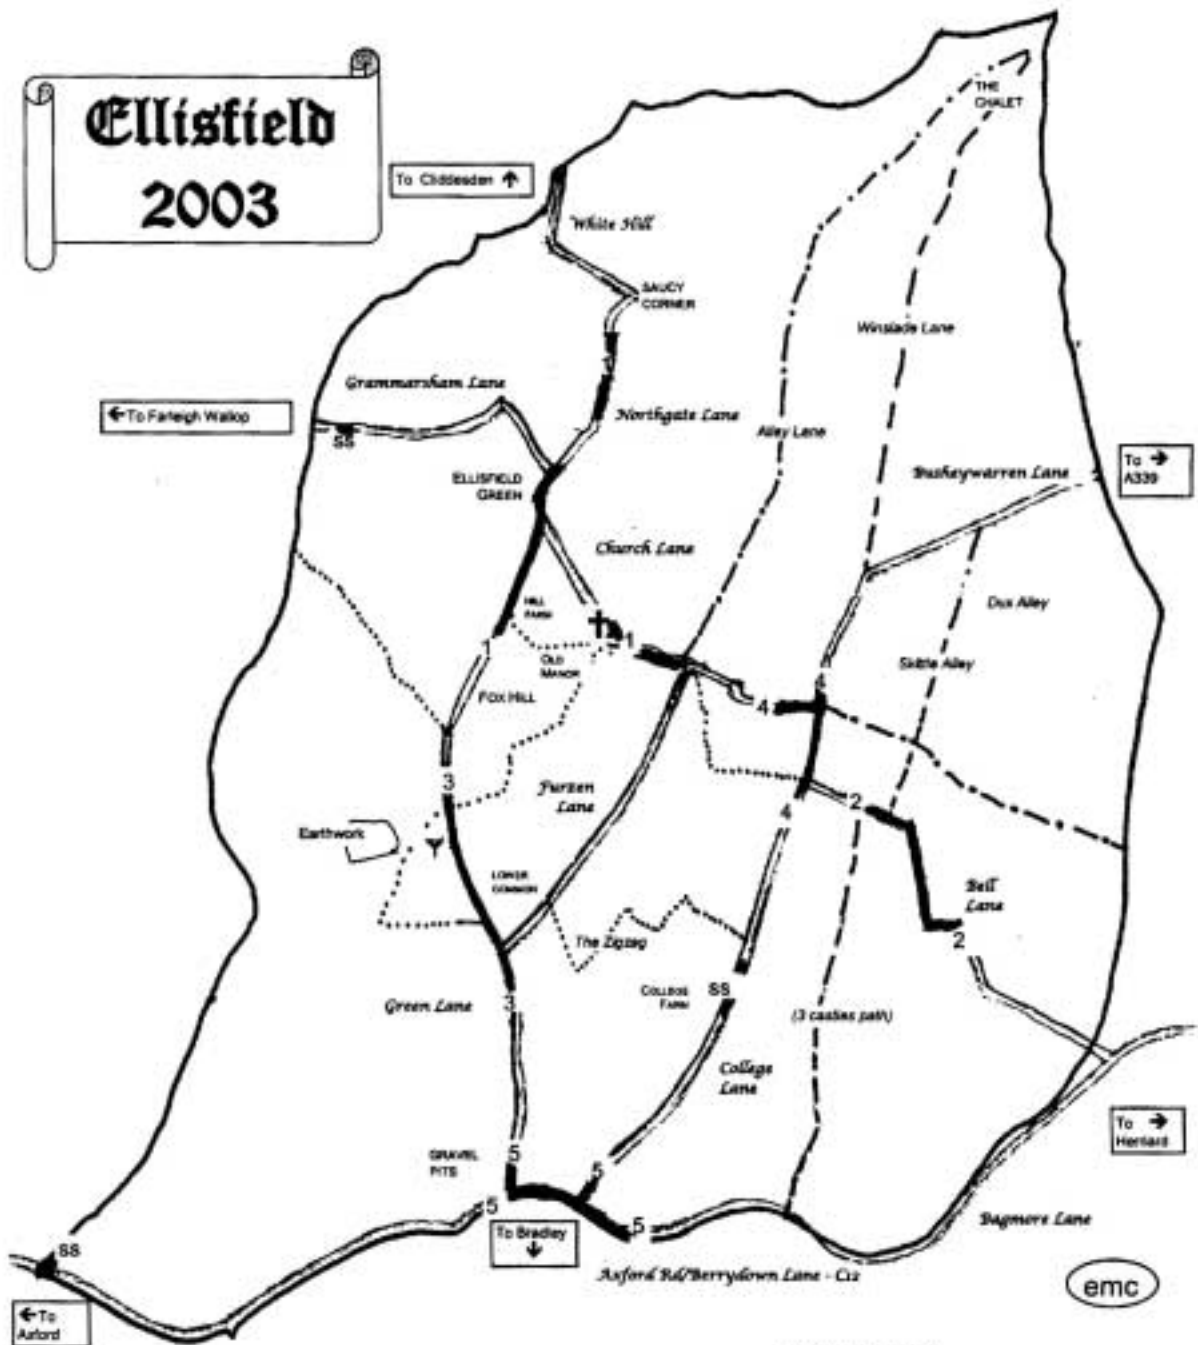 Ellisfield
2003
To Cliddesden ↑
White Hill
SAUCY
CORNER
THE
CHALET
Winslade Lane
Grammarsham Lane
←To Farleigh Wallop
SS
Northgate Lane
Alley Lane
ELLISFIELD
GREEN
Busheywarren Lane
To →
A339
Church Lane
HILL
FARM
Dux Alley
1
1
OLD
MANOR
Skittle Alley
FOX HILL
4
4
3
Furzen
Lane
4
2
Earthwork
LOWER
COMMON
Bell
Lane
2
The Zigzag
COLLEGE
FARM
SS
Green Lane
3
(3 castles path)
College
Lane
To →
Herriard
GRAVEL
PITS
5
5
5
5
To Bradley
↓
Bagmore Lane
SS
Axford Rd/Berrydown Lane - C12
emc
←To
Axford